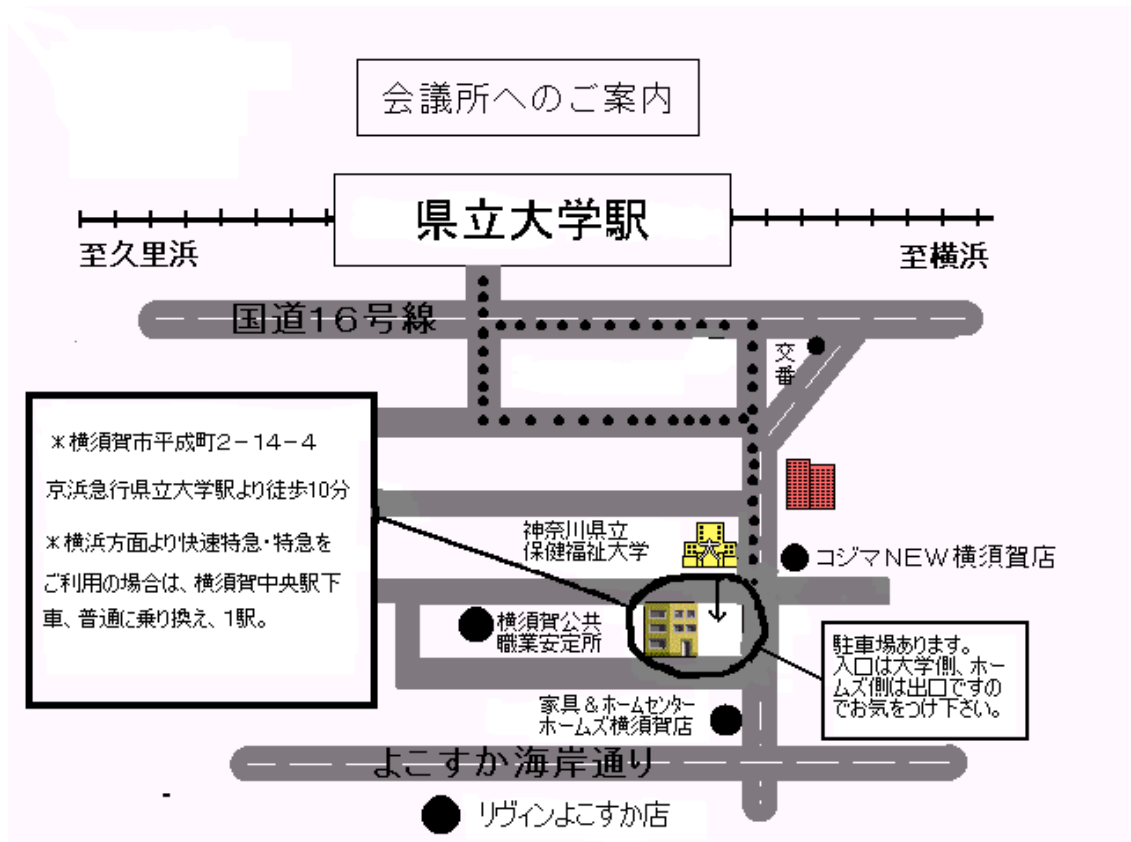 会議所へのご案内
県立大学駅
至久里浜
至横浜
国道16号線
交番
＊横須賀市平成町2－14－4
京浜急行県立大学駅より徒歩10分
＊横浜方面より快速特急・特急を
ご利用の場合は、横須賀中央駅下
車、普通に乗り換え、1駅。
神奈川県立
保健福祉大学
大
コジマNEW横須賀店
横須賀公共
職業安定所
駐車場あります。
入口は大学側、ホー
ムズ側は出口ですの
でお気をつけ下さい。
家具＆ホームセンター
ホームズ横須賀店
よこすか海岸通り
リヴィンよこすか店